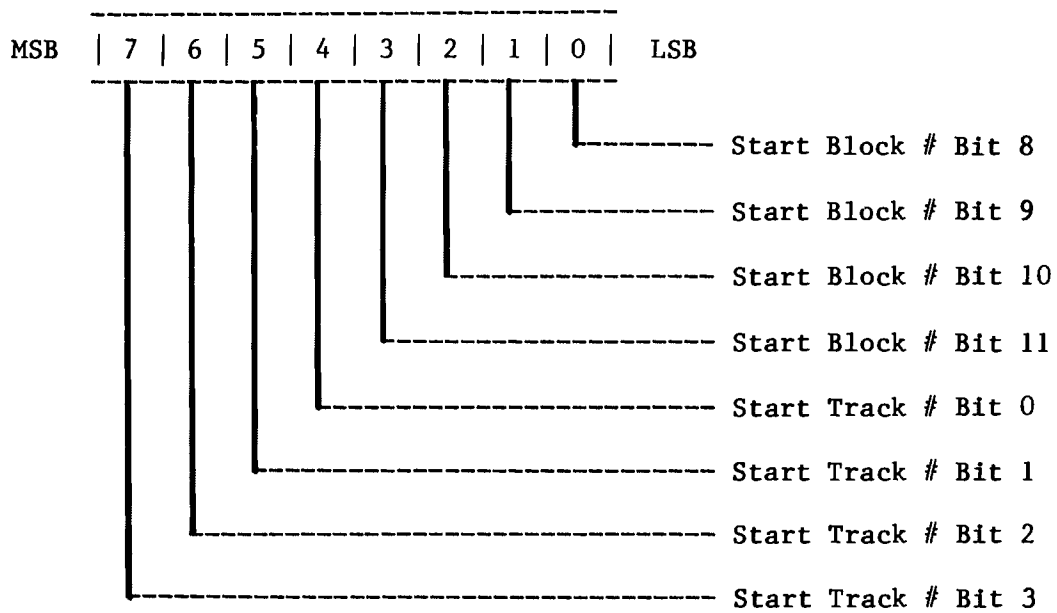 MSB | 7 | 6 | 5 | 4 | 3 | 2 | 1 | 0 | LSB
Start Block # Bit 8
Start Block # Bit 9
Start Block # Bit 10
Start Block # Bit 11
Start Track # Bit 0
Start Track # Bit 1
Start Track # Bit 2
Start Track # Bit 3